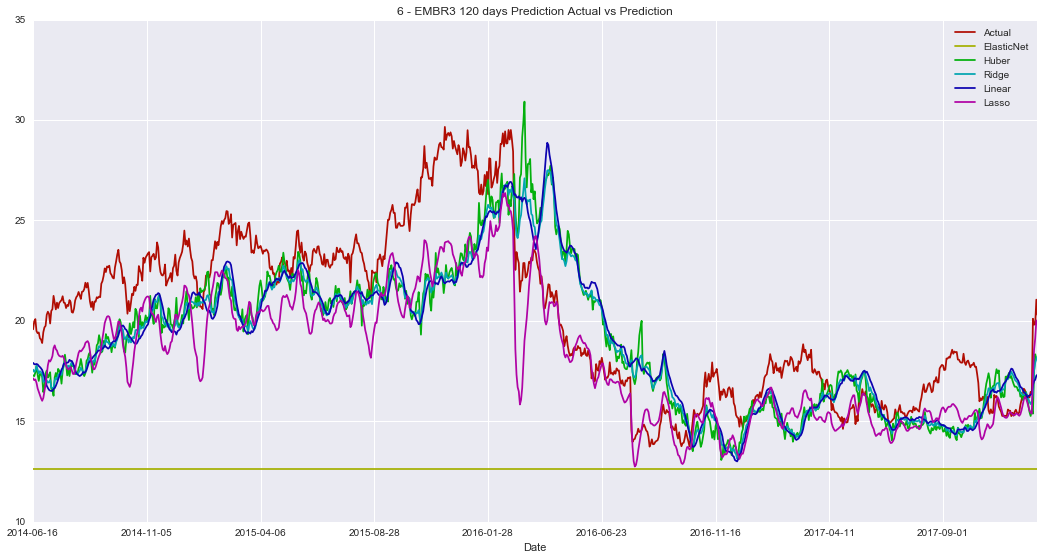 6 - EMBR3 120 days Prediction Actual vs Prediction
35
30
25
20
15
10
Actual
ElasticNet
Huber
Ridge
Linear
Lasso
2014-06-16 2014-11-05 2015-04-06 2015-08-28 2016-01-28 2016-06-23 2016-11-16 2017-04-11 2017-09-01
Date